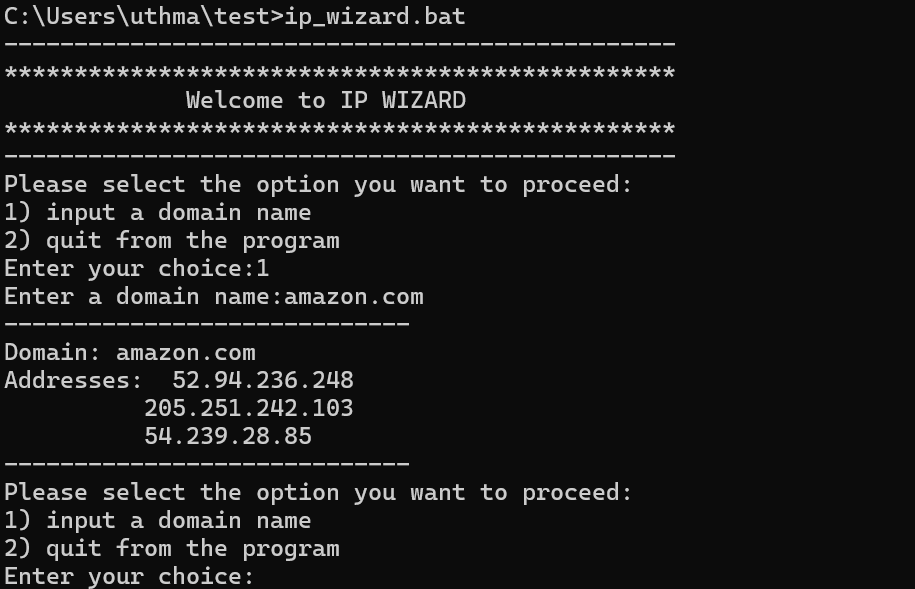 C:\Users\uthma\test>ip_wizard.bat
------------------------------------------------
************************************************
             Welcome to IP WIZARD
************************************************
------------------------------------------------
Please select the option you want to proceed:
1) input a domain name
2) quit from the program
Enter your choice:1
Enter a domain name:amazon.com
-----------------------------
Domain: amazon.com
Addresses:  52.94.236.248
          205.251.242.103
          54.239.28.85
-----------------------------
Please select the option you want to proceed:
1) input a domain name
2) quit from the program
Enter your choice: